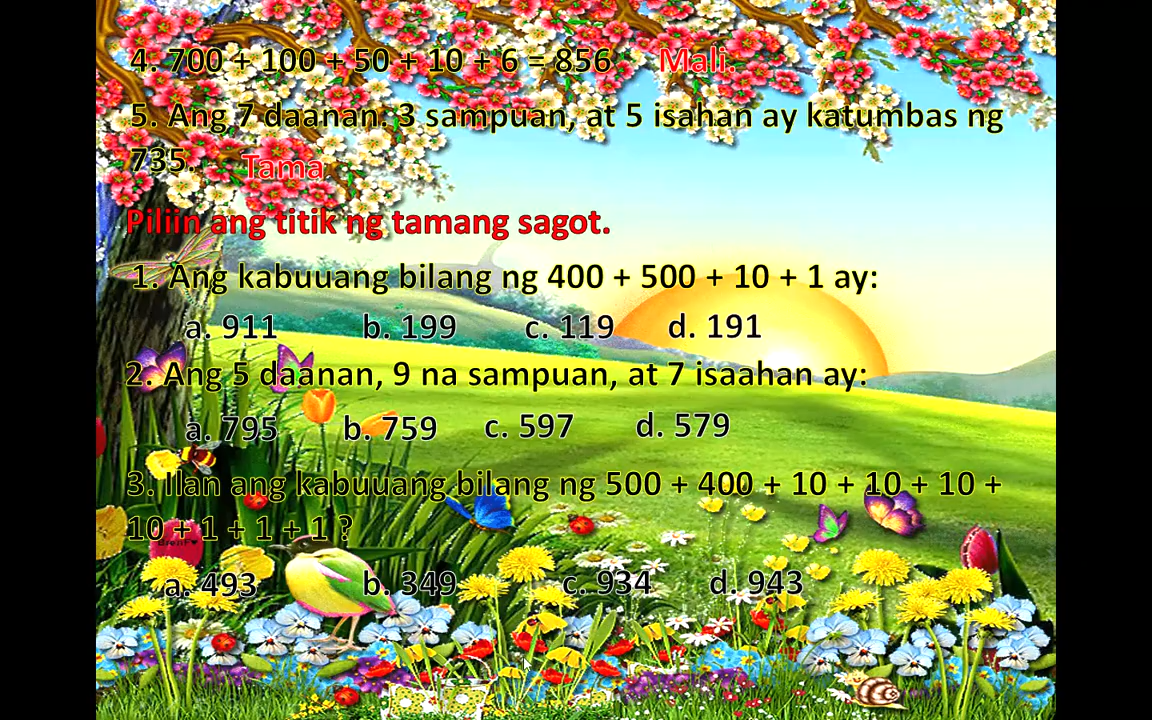 4. 700 + 100 + 50 + 10 + 6 = 856 Mali.
5. Ang 7 daanan. 3 sampuan, at 5 isahan ay katumbas ng
735. Tama
Piliin ang titik ng tamang sagot.
1. Ang kabuuang bilang ng 400 + 500 + 10 + 1 ay:
a. 911 b. 199 c. 119 d. 191
2. Ang 5 daanan, 9 na sampuan, at 7 isaahan ay:
a. 795 b. 759 c. 597 d. 579
3. Ilan ang kabuuang bilang ng 500 + 400 + 10 + 10 + 10 +
10 + 1 + 1 + 1 ?
a. 493 b. 349 c. 934 d. 943